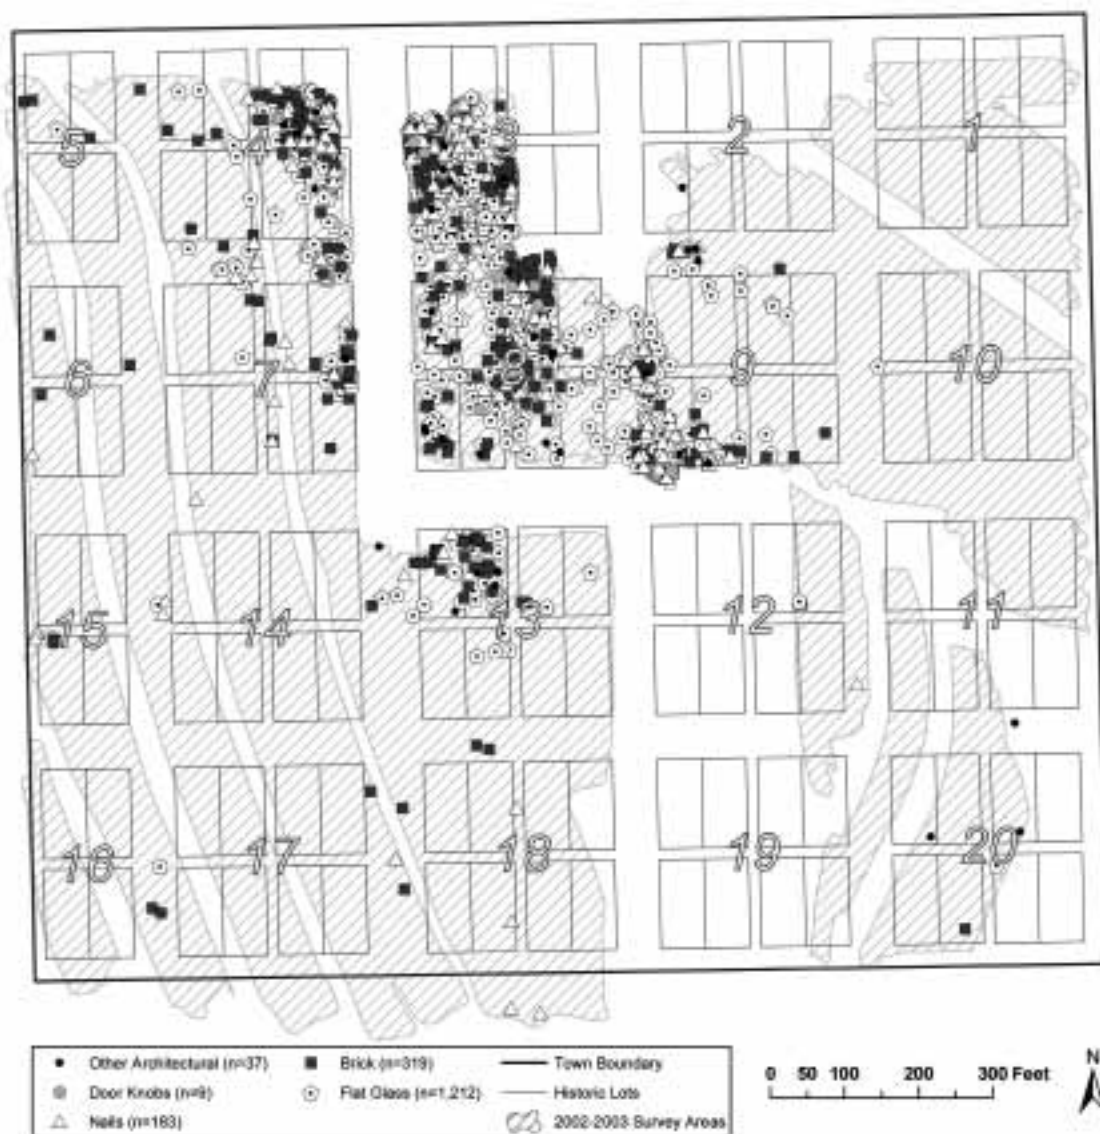 5 4 2 1
6 7 8 9 10
15 14 13 12 11
16 17 18 19 20
Other Architectural (n=37) Brick (n=319) Town Boundary
Door Knobs (n=9) Flat Glass (n=1,212) Historic Lots
Nails (n=183) 2002-2003 Survey Areas
0 50 100 200 300 Feet
N